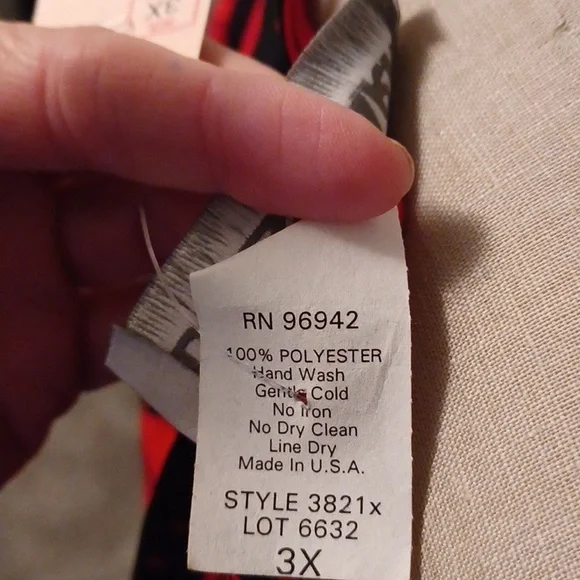 3X
RN 96942
100% POLYESTER
Hand Wash
Gentle Cold
No Iron
No Dry Clean
Line Dry
Made In U.S.A.
STYLE 3821x
LOT 6632
3X